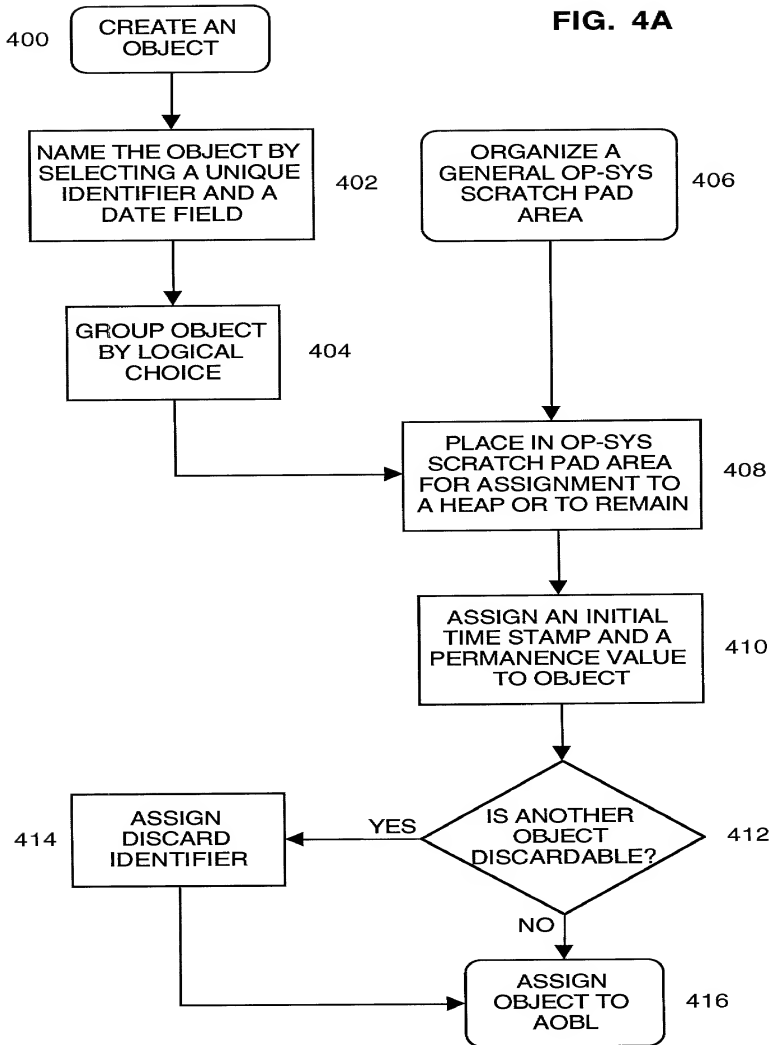 FIG. 4A
400
CREATE AN
OBJECT
NAME THE OBJECT BY
SELECTING A UNIQUE
IDENTIFIER AND A
DATE FIELD
402
ORGANIZE A
GENERAL OP-SYS
SCRATCH PAD
AREA
406
GROUP OBJECT
BY LOGICAL
CHOICE
404
PLACE IN OP-SYS
SCRATCH PAD AREA
FOR ASSIGNMENT TO
A HEAP OR TO REMAIN
408
ASSIGN AN INITIAL
TIME STAMP AND A
PERMANENCE VALUE
TO OBJECT
410
IS ANOTHER
OBJECT
DISCARDABLE?
412
YES
414
ASSIGN
DISCARD
IDENTIFIER
NO
ASSIGN
OBJECT TO
AOBL
416